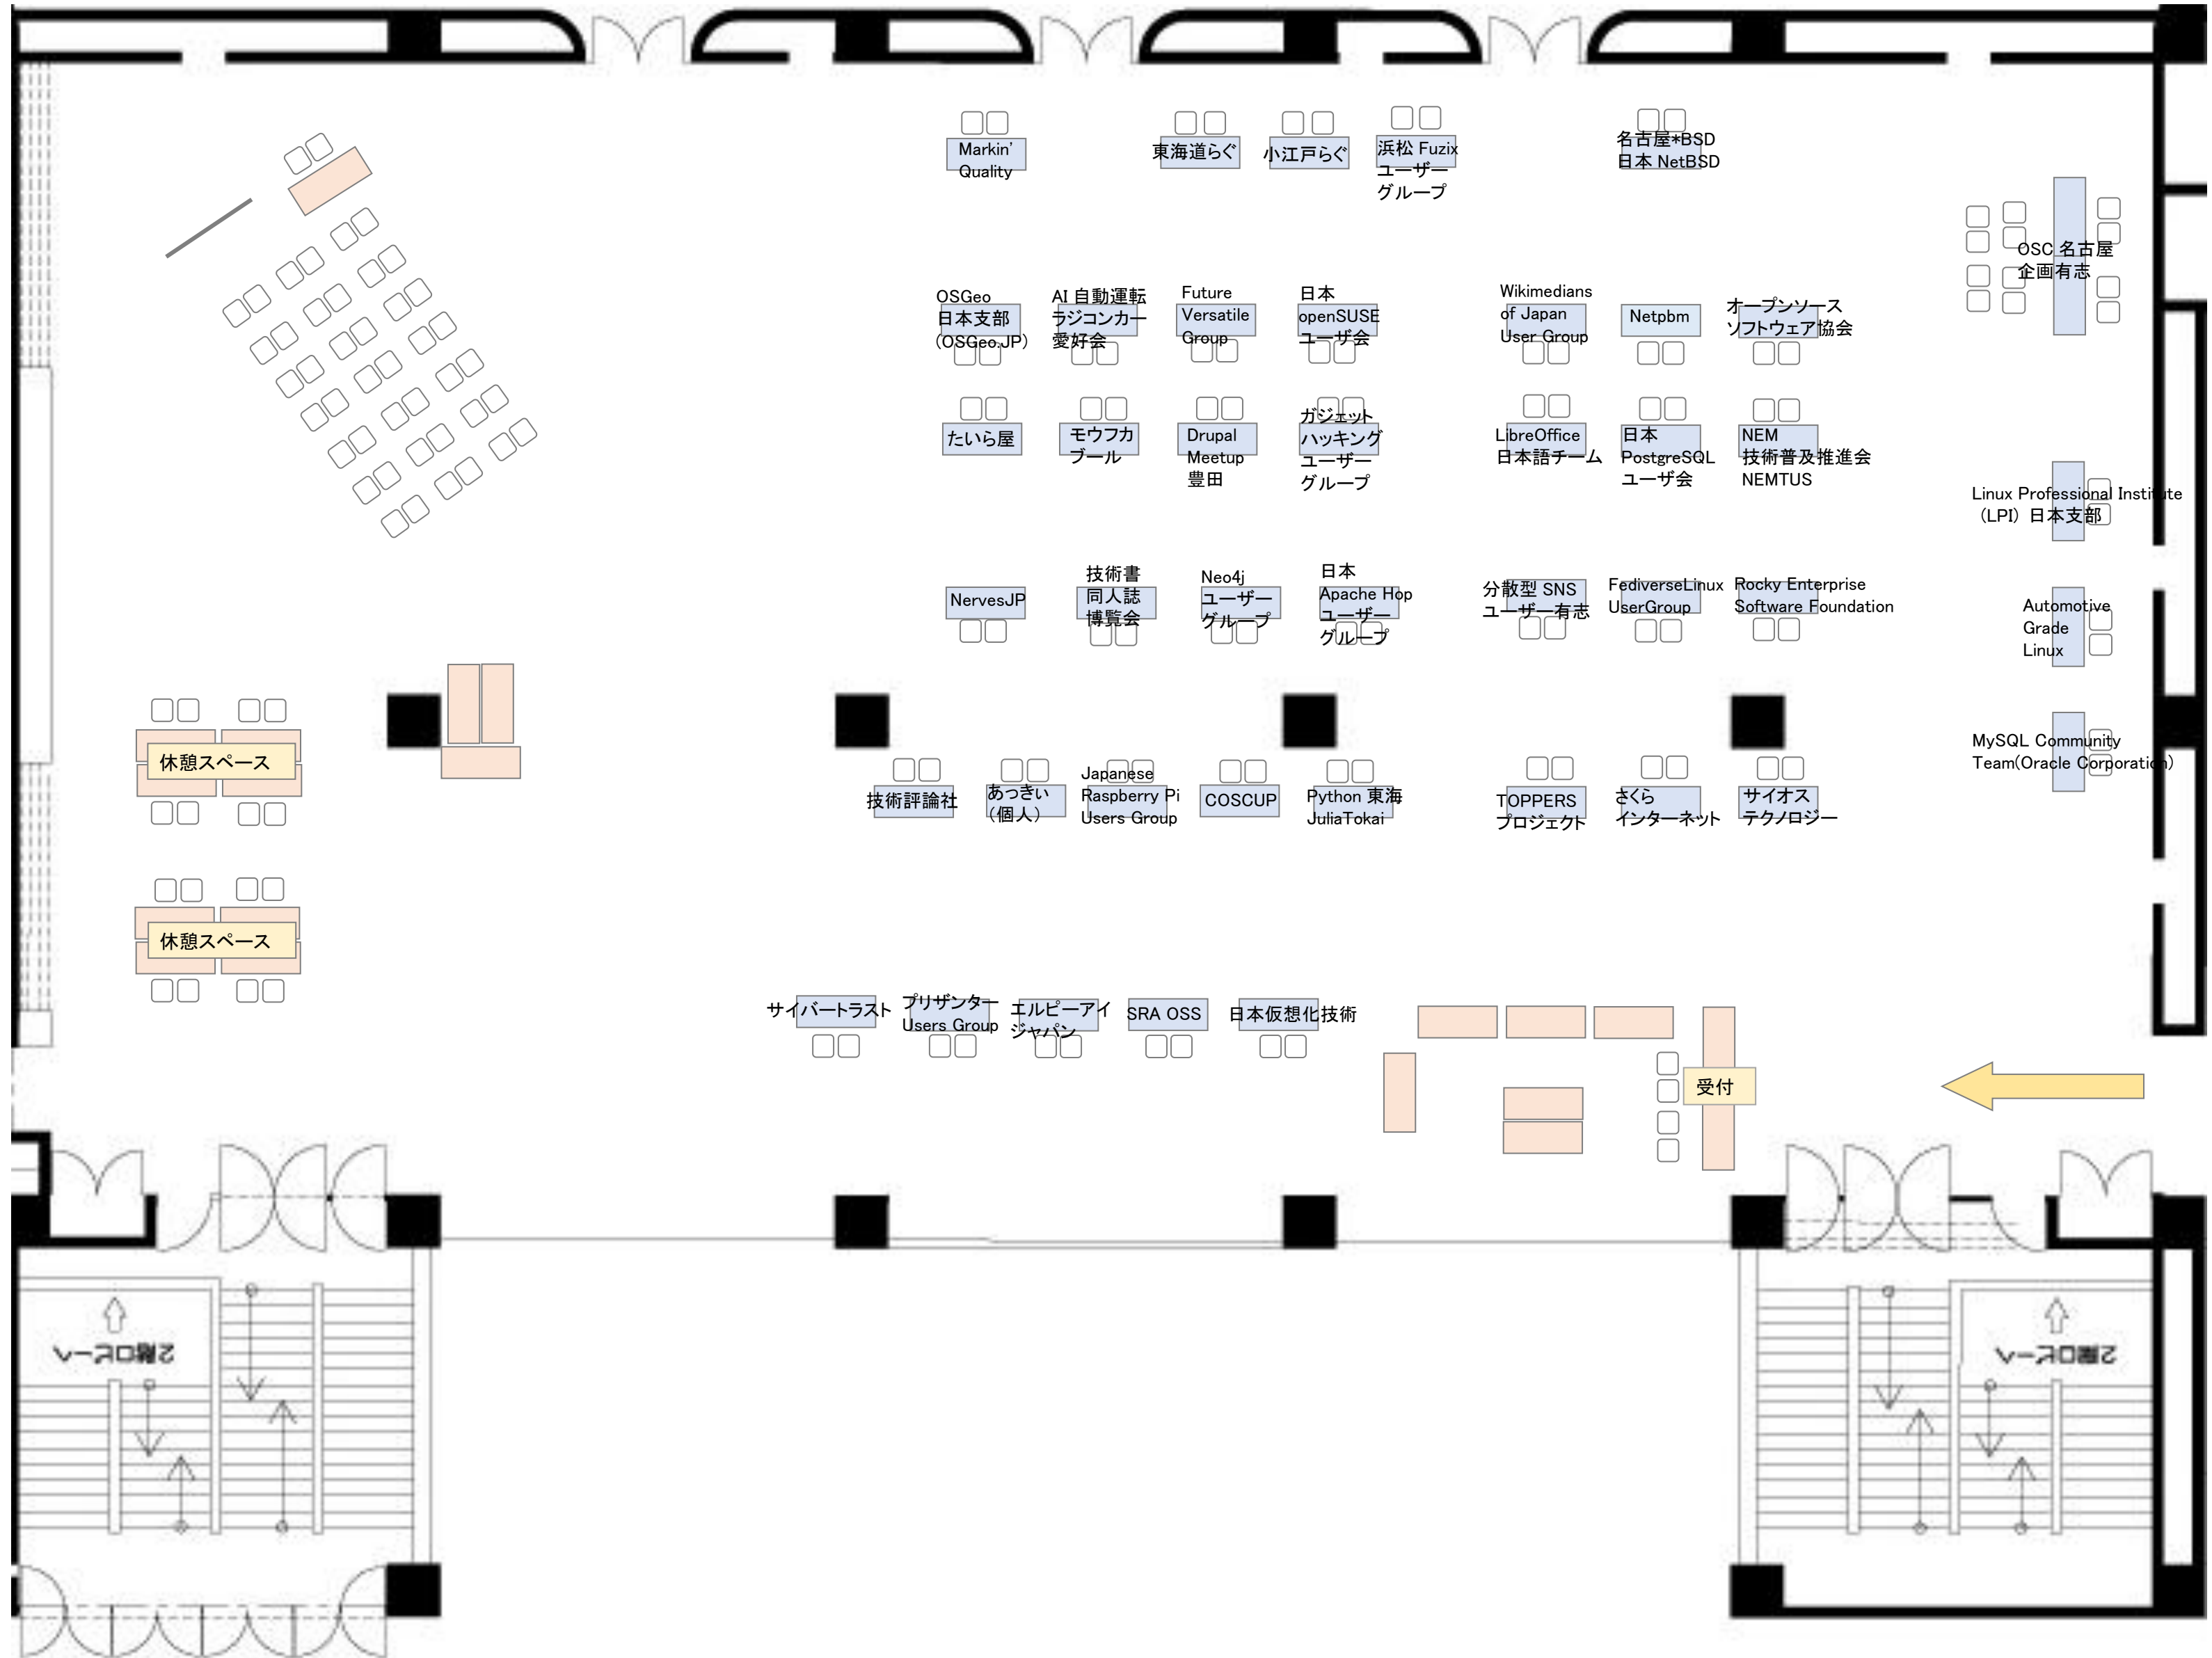 Markin'
Quality
東海道らぐ
小江戸らぐ
浜松 Fuzix
ユーザー
グループ
名古屋*BSD
日本 NetBSD
OSC 名古屋
企画有志
OSGeo
日本支部
(OSGeo.JP)
AI 自動運転
ラジコンカー
愛好会
Future
Versatile
Group
日本
openSUSE
ユーザ会
Wikimedians
of Japan
User Group
Netpbm
オープンソース
ソフトウェア協会
たいら屋
モウフカ
ブール
Drupal
Meetup
豊田
ガジェット
ハッキング
ユーザー
グループ
LibreOffice
日本語チーム
日本
PostgreSQL
ユーザ会
NEM
技術普及推進会
NEMTUS
Linux Professional Institute
（LPI）日本支部
NervesJP
技術書
同人誌
博覧会
Neo4j
ユーザー
グループ
日本
Apache Hop
ユーザー
グループ
分散型 SNS
ユーザー有志
FediverseLinux
UserGroup
Rocky Enterprise
Software Foundation
Automotive
Grade
Linux
休憩スペース
技術評論社
あっきぃ
（個人）
Japanese
Raspberry Pi
Users Group
COSCUP
Python 東海
JuliaTokai
TOPPERS
プロジェクト
さくら
インターネット
サイオス
テクノロジー
MySQL Community
Team(Oracle Corporation)
休憩スペース
サイバートラスト
プリザンター
Users Group
エルピーアイ
ジャパン
SRA OSS
日本仮想化技術
受付
2階ロビーへ
2階ロビーへ